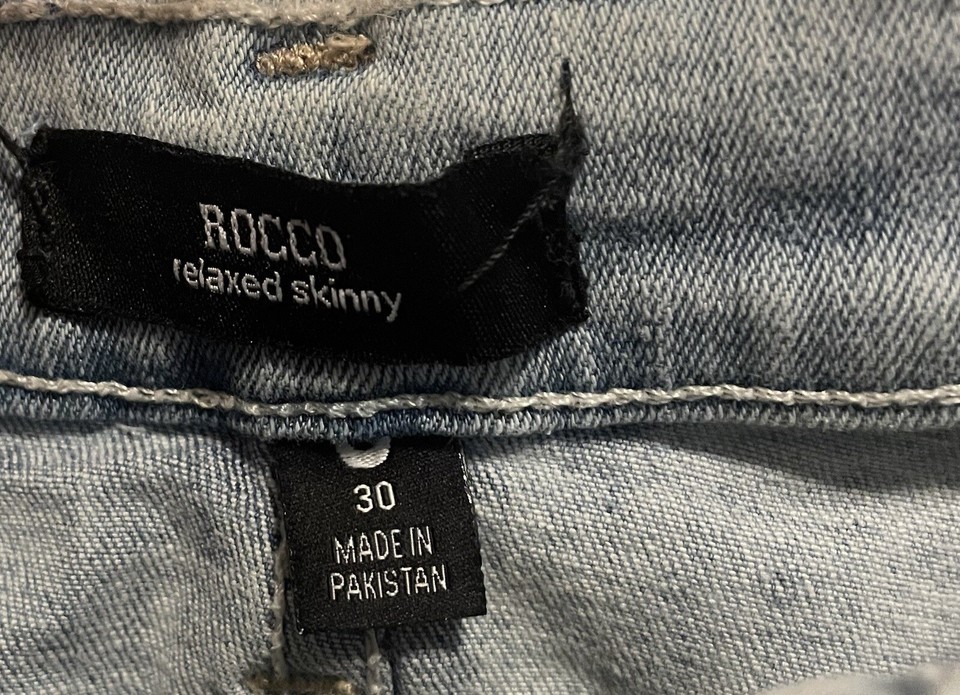 ROCCO
relaxed skinny
30
MADE IN
PAKISTAN